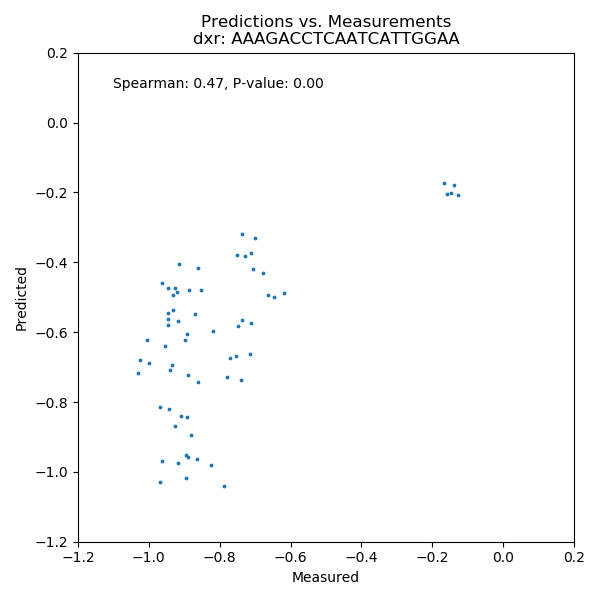 Predictions vs. Measurements
dxr: AAAGACCTCAATCATTGGAA
Spearman: 0.47, P-value: 0.00
0.2
0.0
−0.2
−0.4
−0.6
−0.8
−1.0
−1.2
Predicted
−1.2 −1.0 −0.8 −0.6 −0.4 −0.2 0.0 0.2
Measured